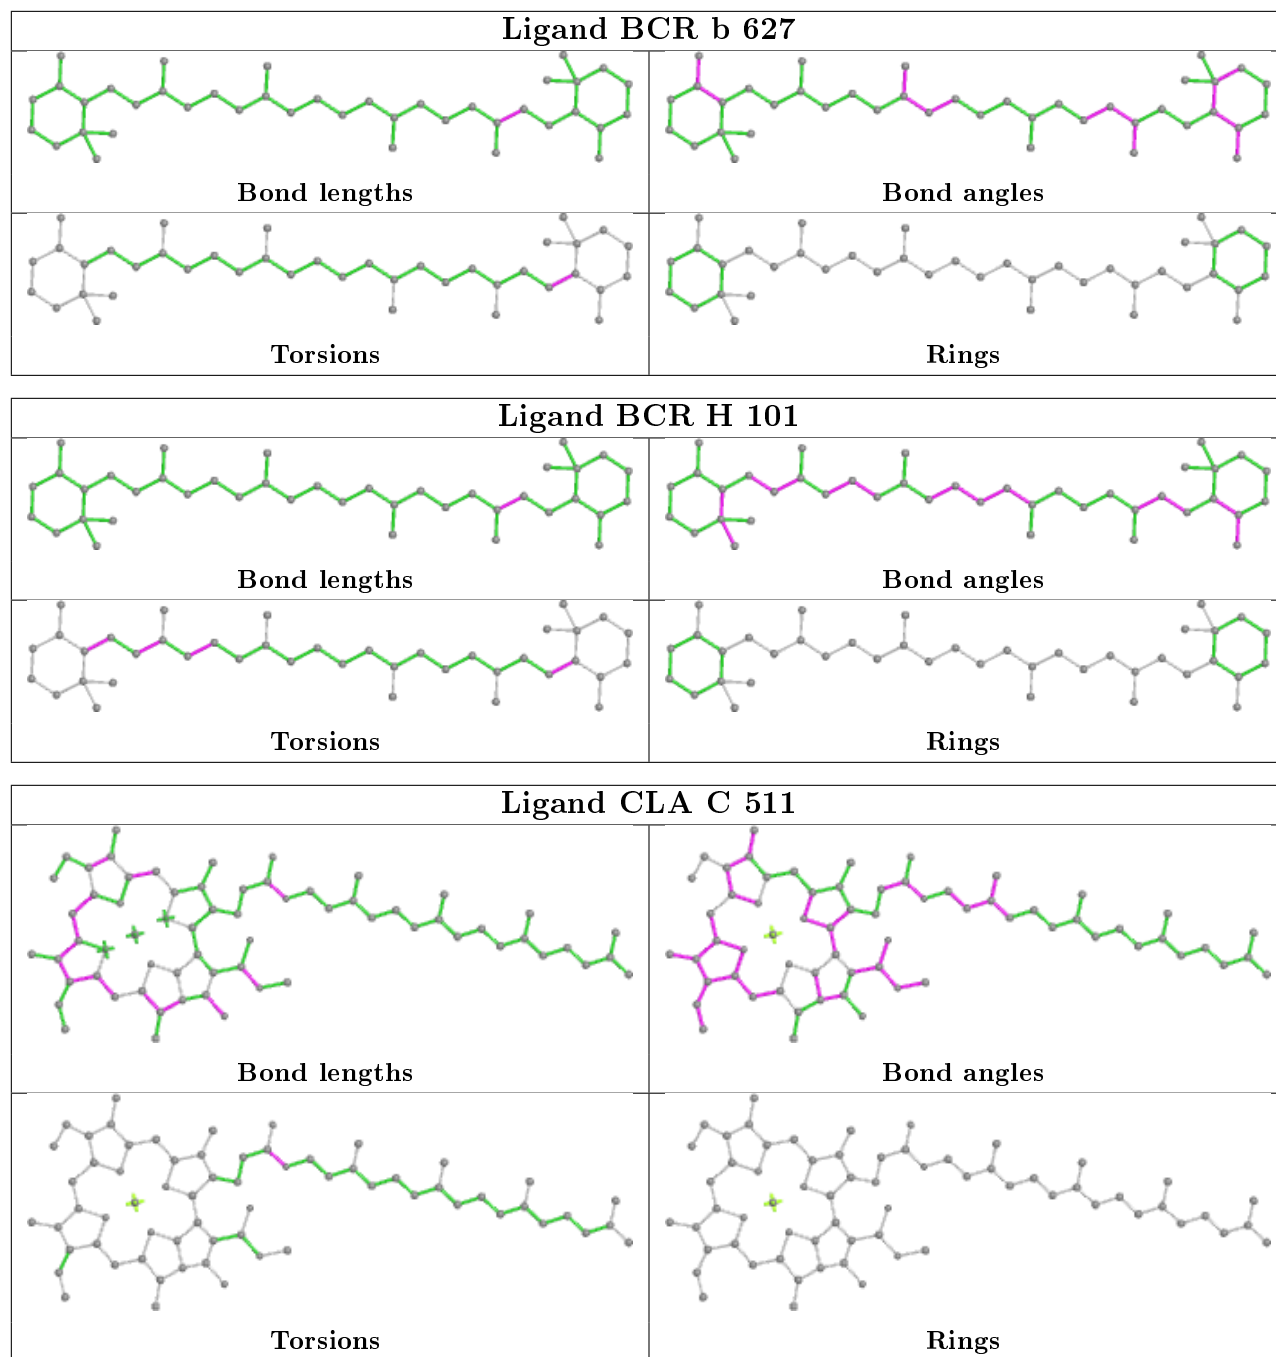 Ligand BCR b 627
Bond lengths
Bond angles
Torsions
Rings
Ligand BCR H 101
Bond lengths
Bond angles
Torsions
Rings
Ligand CLA C 511
Bond lengths
Bond angles
Torsions
Rings